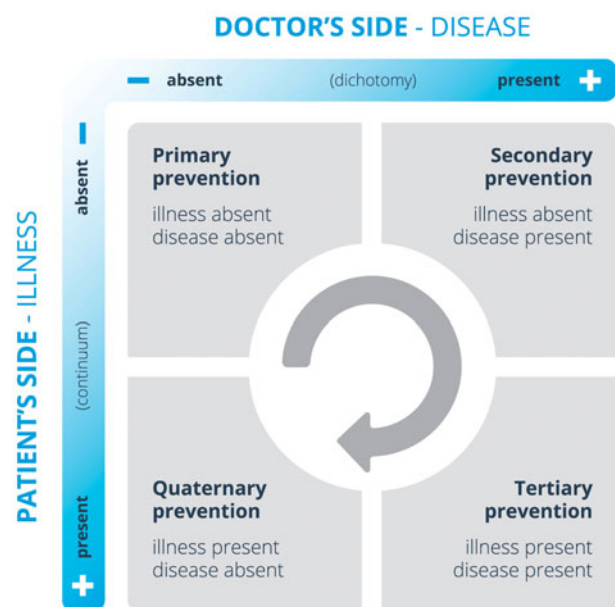 DOCTOR'S SIDE - DISEASE
absent (dichotomy) present
PATIENT'S SIDE - ILLNESS
absent (continuum) present
Primary
prevention
illness absent
disease absent
Secondary
prevention
illness absent
disease present
Quaternary
prevention
illness present
disease absent
Tertiary
prevention
illness present
disease present